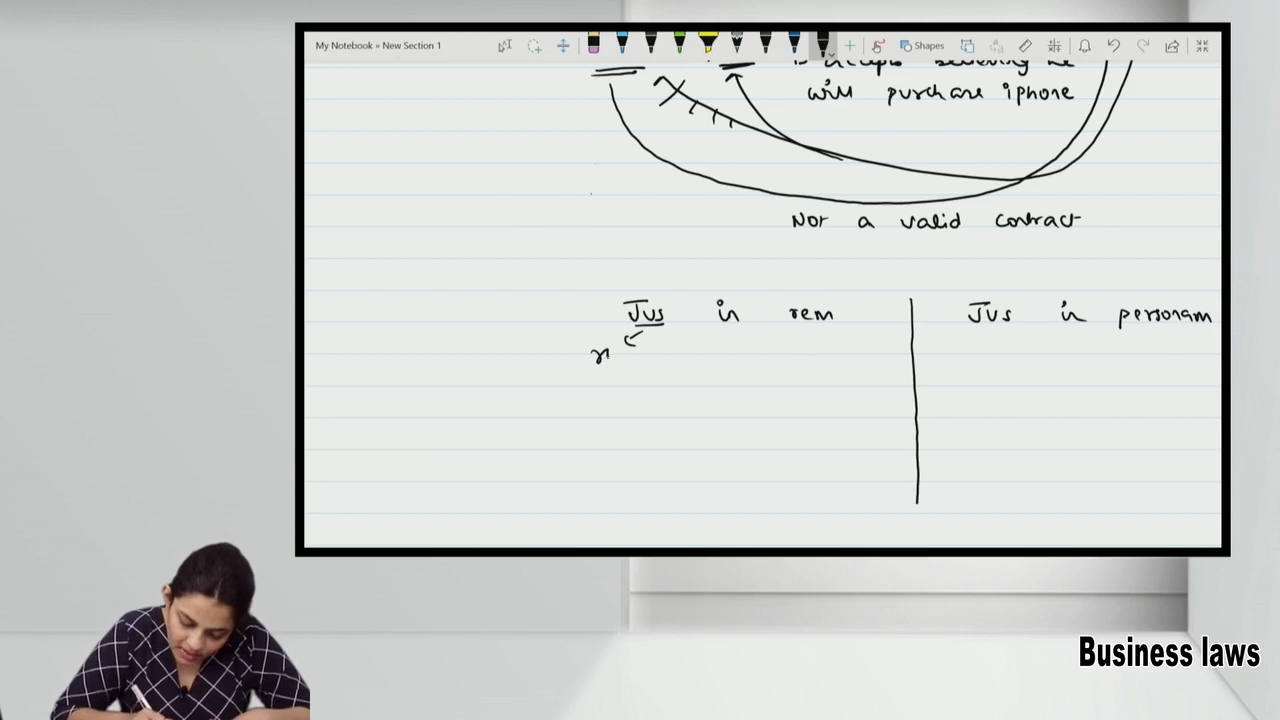 My Notebook » New Section 1
Shapes
will purchase iphone
Not a valid contract
Jus in rem
Jus in personam
r
Business laws